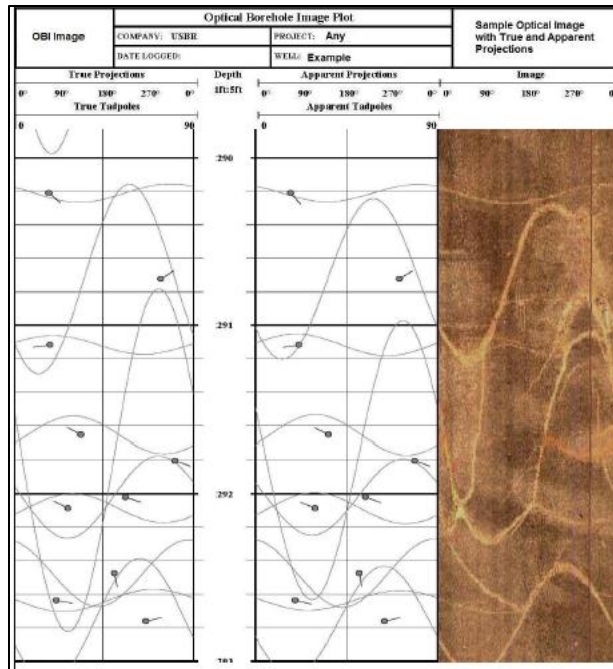 OBI Image
Optical Borehole Image Plot
COMPANY: USBR
PROJECT: Any
DATE LOGGED:
WELL: Example
Sample Optical Image
with True and Apparent
Projections
True Projections
Depth
Apparent Projections
Image
0° 90° 180° 270° 0°
1ft:5ft
0° 90° 180° 270° 0°
0° 90° 180° 270°
True Tadpoles
Apparent Tadpoles
0 90
0 90
290
291
292